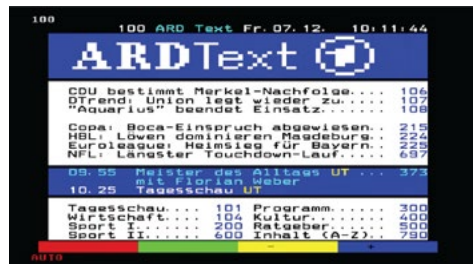 100
100 ARD Text Fr. 07. 12. 10:11:44
ARDText 1
CDU bestimmt Merkel-Nachfolge.... 106
DTrend: Union legt wieder zu..... 107
"Aquarius" beendet Einsatz....... 108
Copa: Boca-Einspruch abgewiesen.. 215
HBL: Löwen dominieren Magdeburg.. 222
Euroleague: Heimsieg für Bayern.. 225
NFL: Längster Touchdown-Lauf..... 697
09.55 Meister des Alltags UT ... 373
mit Florian Weber
10.25 Tagesschau UT
Tagesschau.... 101 Programm...... 300
Wirtschaft.... 104 Kultur........ 400
Sport I....... 200 Ratgeber...... 500
Sport II...... 600 Inhalt (A-Z).. 790
- +
AUTO